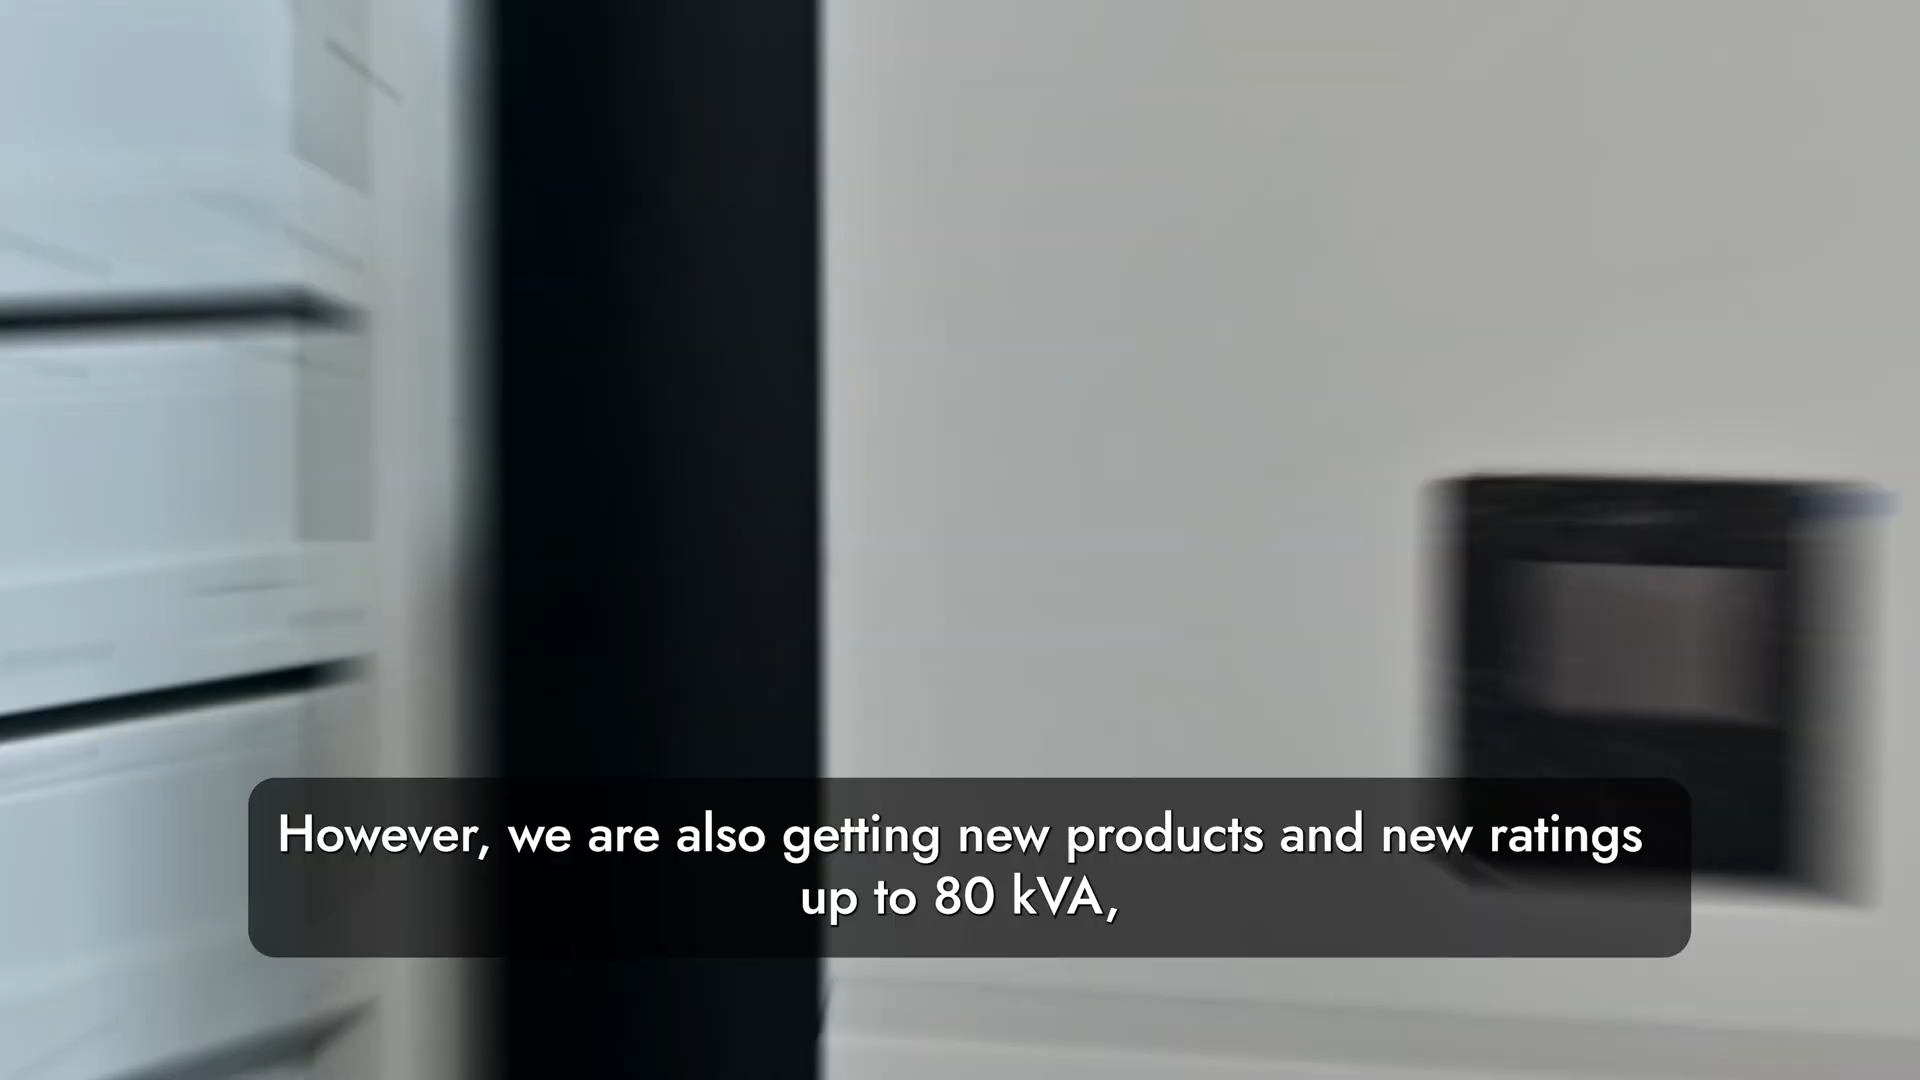 However, we are also getting new products and new ratings
up to 80 kVA,